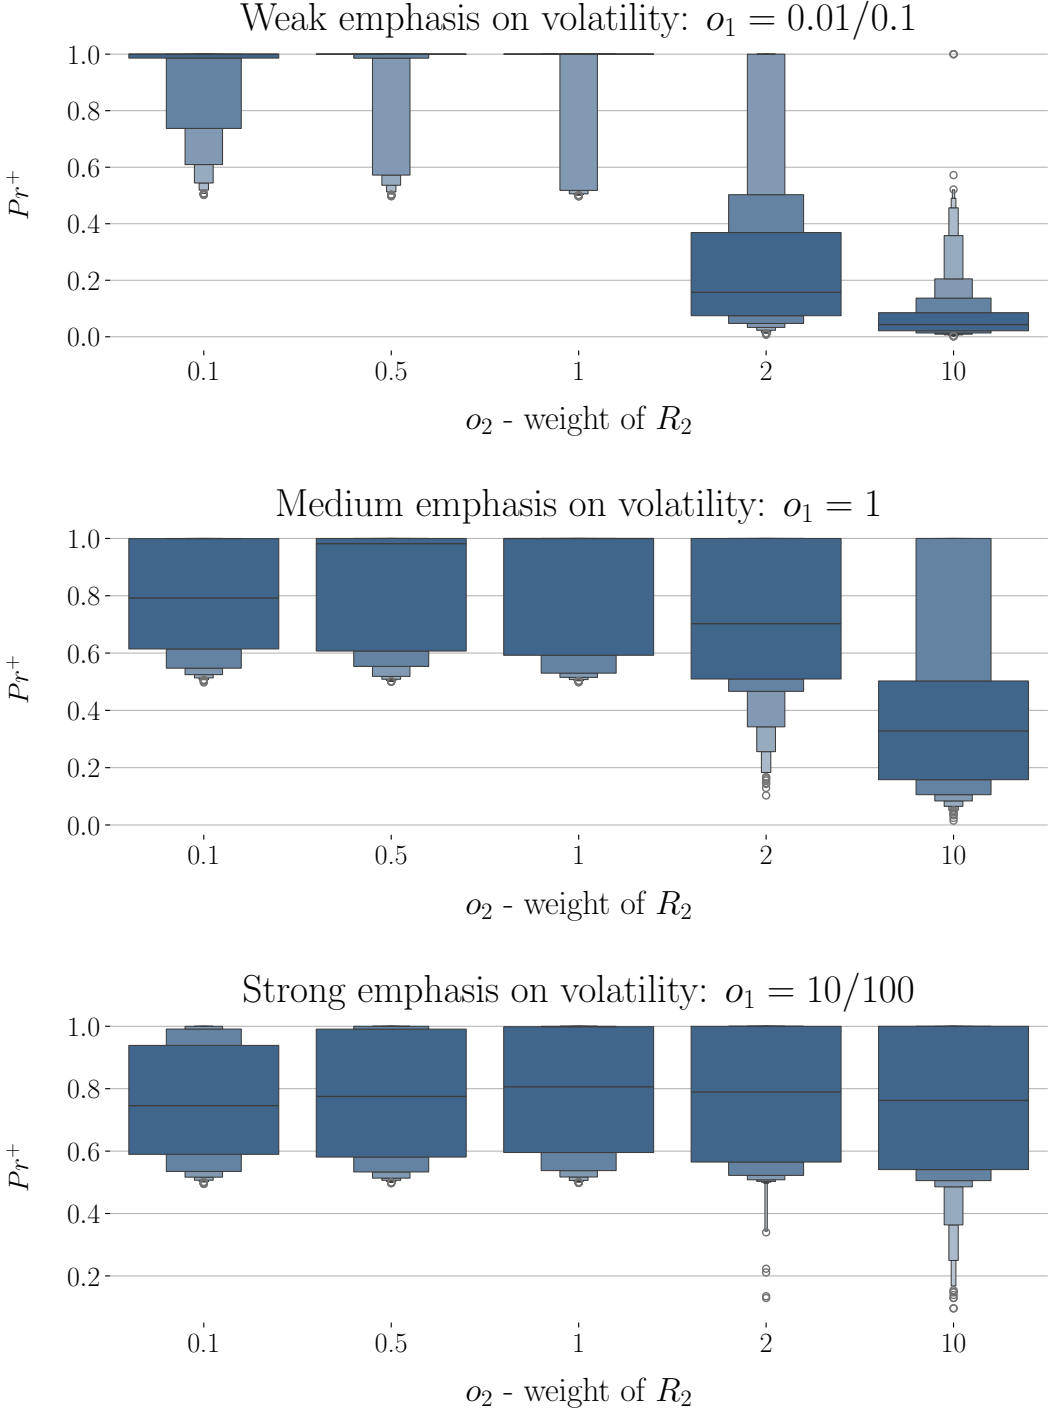 Weak emphasis on volatility: o₁ = 0.01/0.1
Pr⁺
1.0
0.8
0.6
0.4
0.2
0.0
0.1 0.5 1 2 10
o₂ - weight of R₂
Medium emphasis on volatility: o₁ = 1
Pr⁺
1.0
0.8
0.6
0.4
0.2
0.0
0.1 0.5 1 2 10
o₂ - weight of R₂
Strong emphasis on volatility: o₁ = 10/100
Pr⁺
1.0
0.8
0.6
0.4
0.2
0.1 0.5 1 2 10
o₂ - weight of R₂